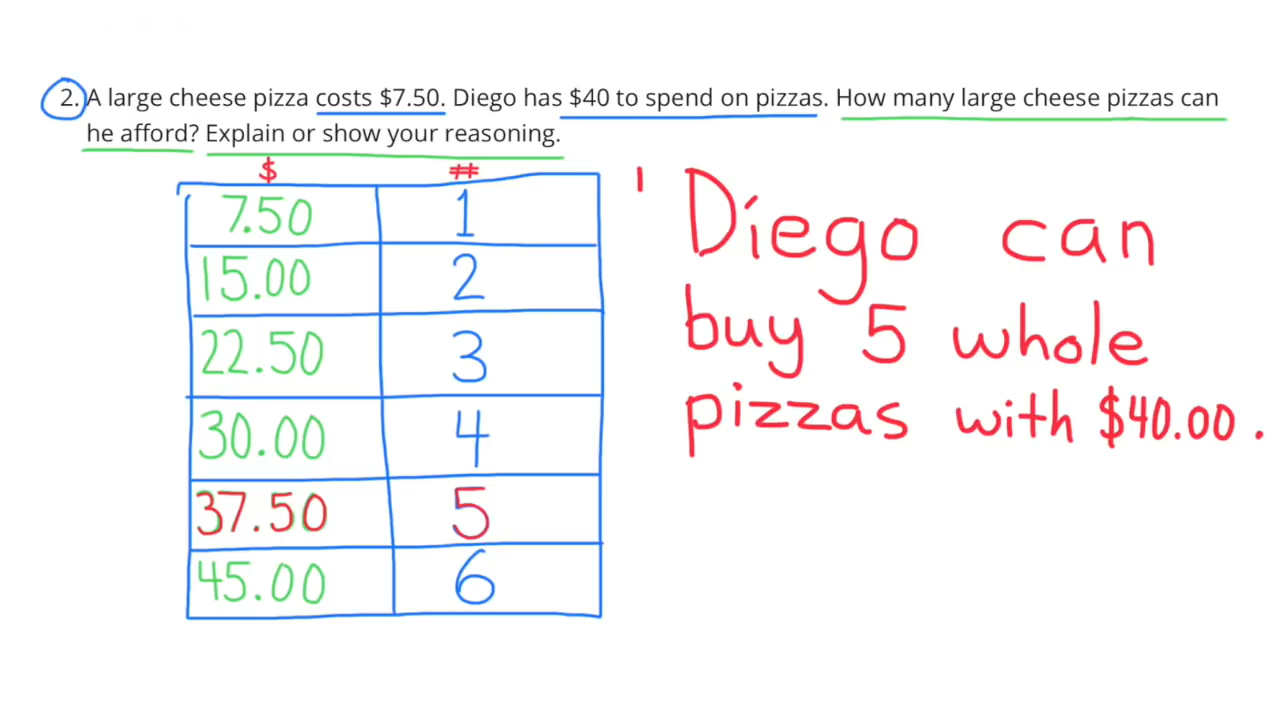 2. A large cheese pizza costs $7.50. Diego has $40 to spend on pizzas. How many large cheese pizzas can
he afford? Explain or show your reasoning.
$ #
7.50 1
15.00 2
22.50 3
30.00 4
37.50 5
45.00 6
Diego can
buy 5 whole
pizzas with $40.00.